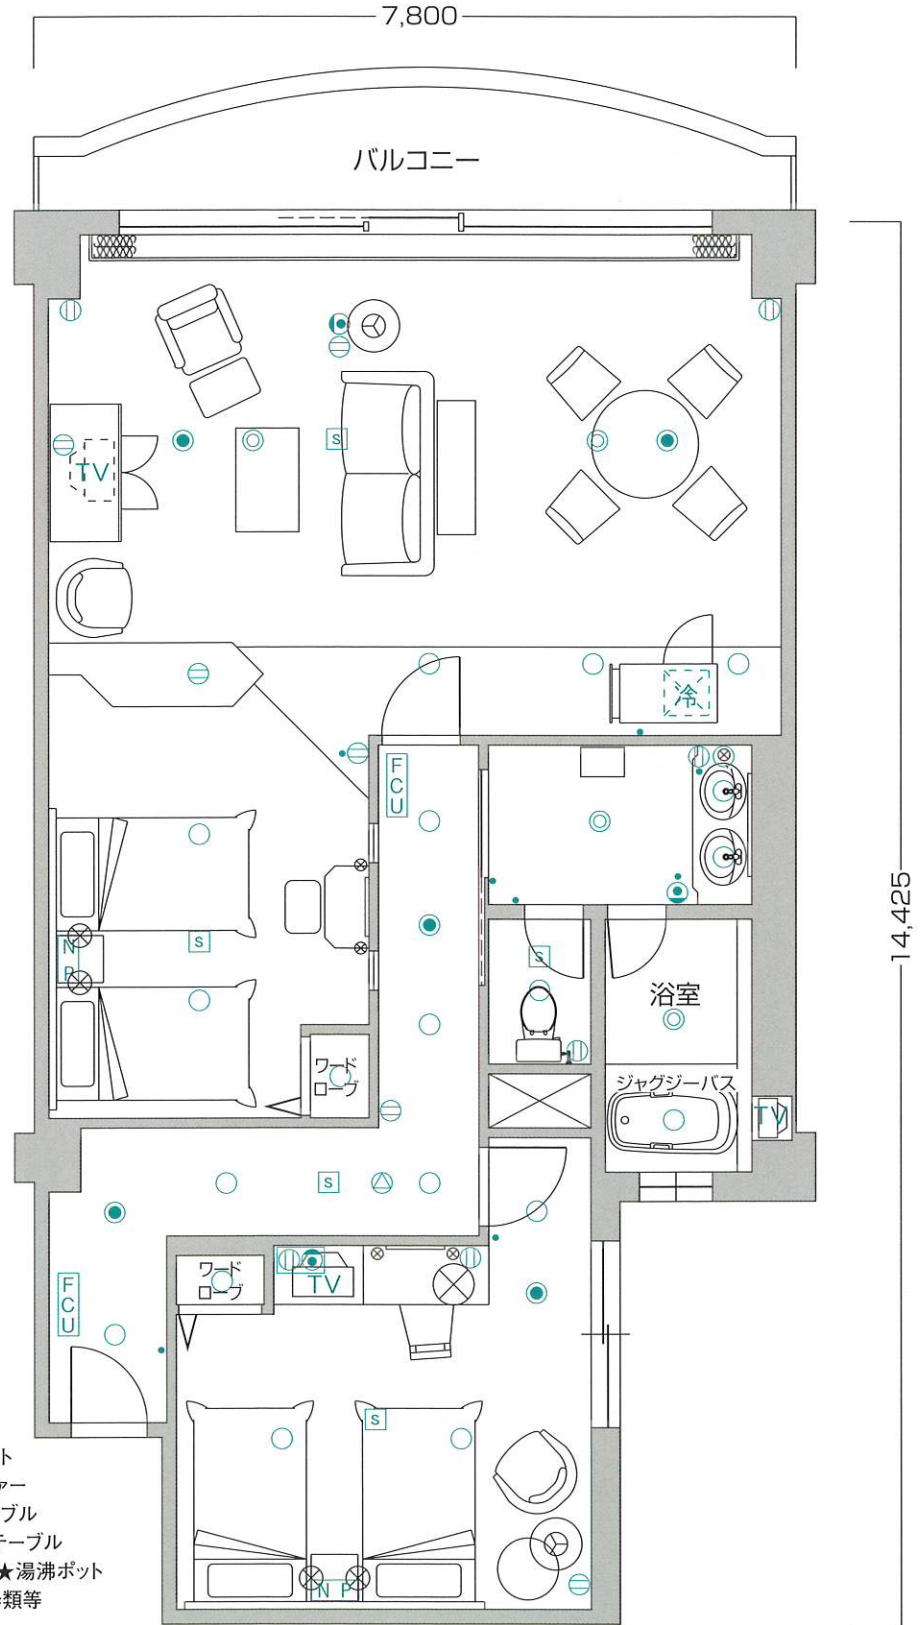 7,800
バルコニー
TV
S
冷
FCU
S
NP
S
浴室
ワード
ローブ
ジャグジーバス
TV
S
14,425
ワード
ローブ
TV
FCU
S
NP
ト
ァー
ブル
テーブル
★湯沸ポット
類等